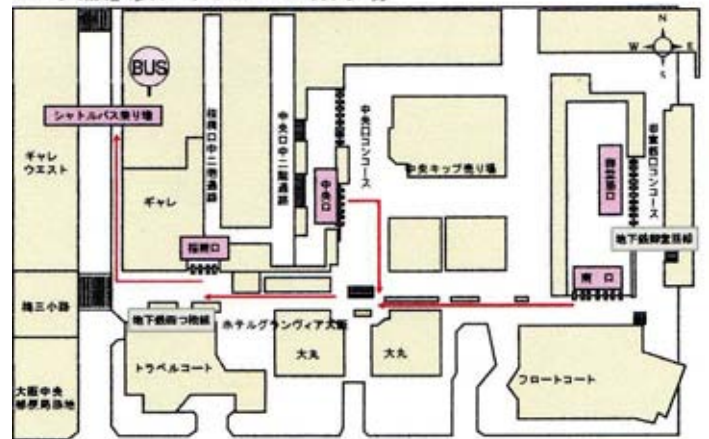 N
W E
S
BUS
シャトルバス乗り場
ギャレ
ウエスト
ギャレ
桜橋口中二階通路
中央口中二階通路
中央口コンコース
中央口
中央キップ売り場
御堂筋口
御堂筋口コンコース
地下鉄御堂筋線
桜橋口
南口
梅三小路
地下鉄四つ橋線
ホテルグランヴィア大阪
大丸
大丸
トラベルコート
フロートコート
大阪中央
郵便局跡地